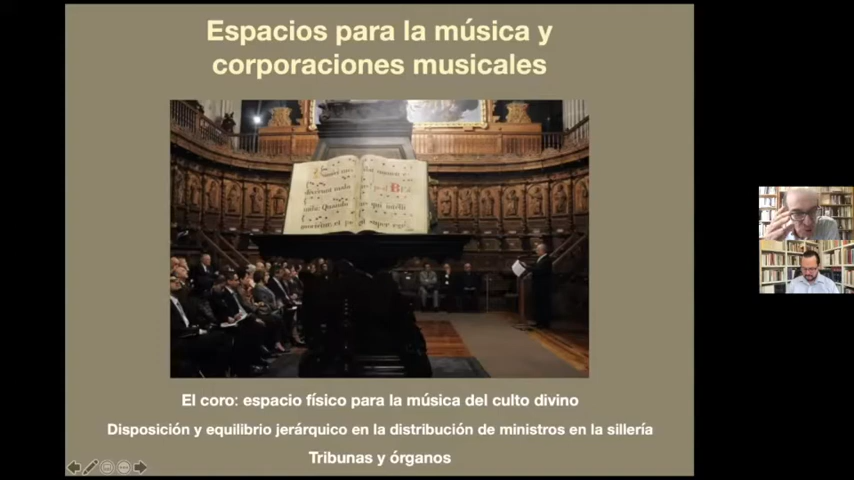 Espacios para la música y
corporaciones musicales
El coro: espacio físico para la música del culto divino
Disposición y equilibrio jerárquico en la distribución de ministros en la sillería
Tribunas y órganos